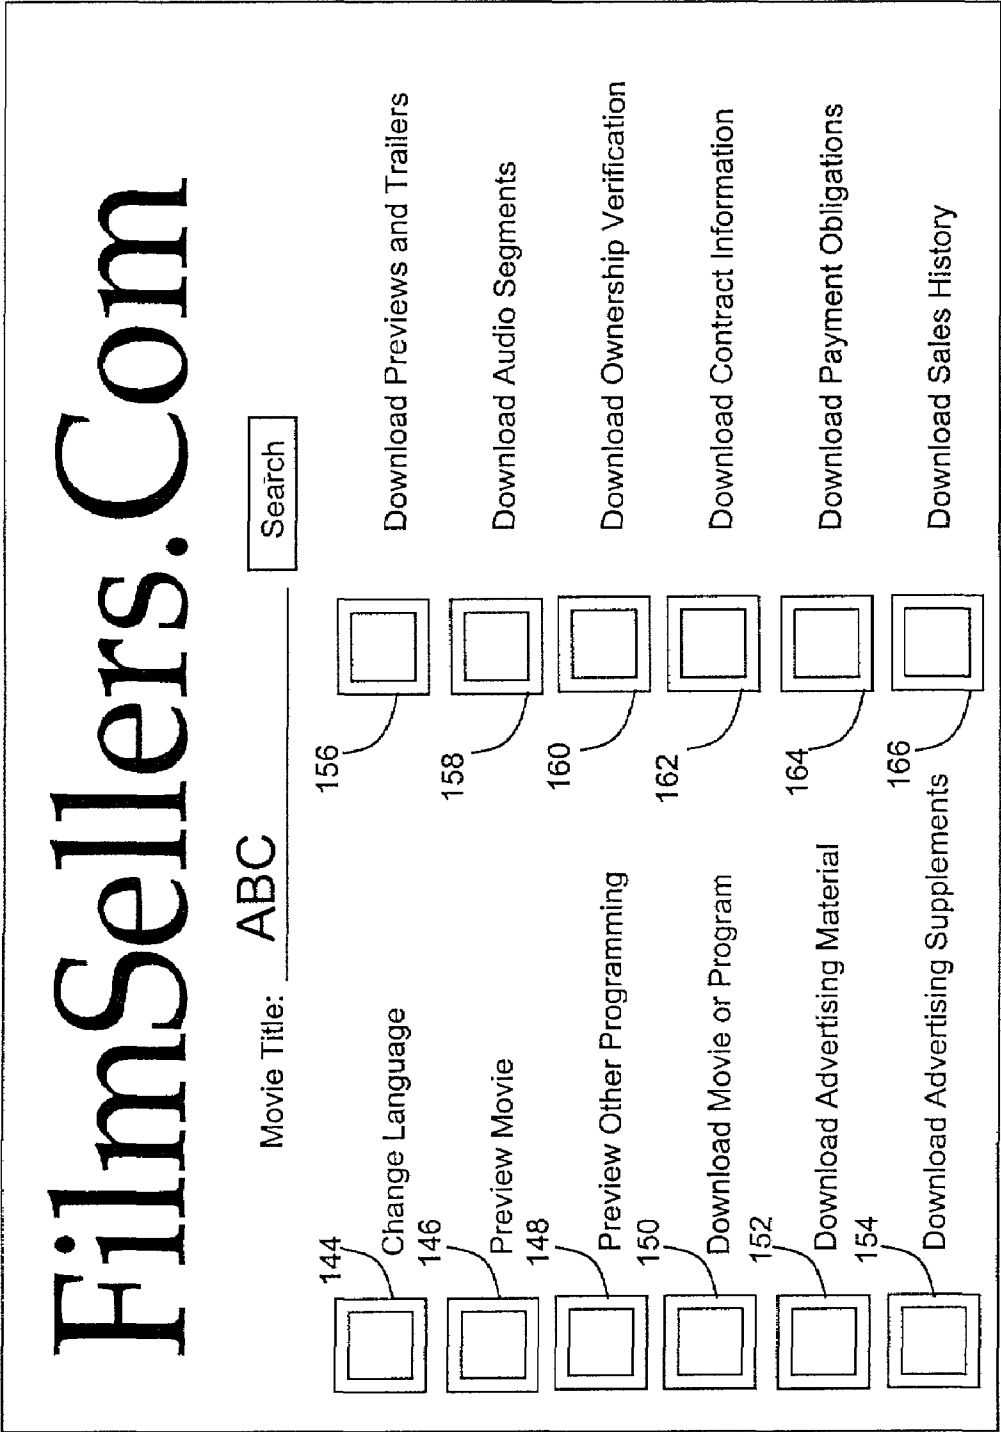 FilmSellers.Com
Movie Title: ABC Search
144 Change Language
156 Download Previews and Trailers
146 Preview Movie
158 Download Audio Segments
148 Preview Other Programming
160 Download Ownership Verification
150 Download Movie or Program
162 Download Contract Information
152 Download Advertising Material
164 Download Payment Obligations
154 Download Advertising Supplements
166 Download Sales History